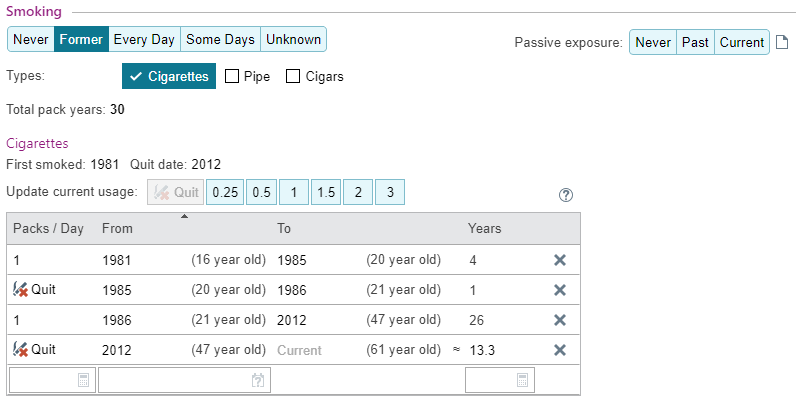 Smoking
Never Former Every Day Some Days Unknown
Passive exposure: Never Past Current
Types: Cigarettes Pipe Cigars
Total pack years: 30
Cigarettes
First smoked: 1981 Quit date: 2012
Update current usage: Quit 0.25 0.5 1 1.5 2 3 ?
Packs / Day From To Years
1 1981 (16 year old) 1985 (20 year old) 4
Quit 1985 (20 year old) 1986 (21 year old) 1
1 1986 (21 year old) 2012 (47 year old) 26
Quit 2012 (47 year old) Current (61 year old) ≈ 13.3